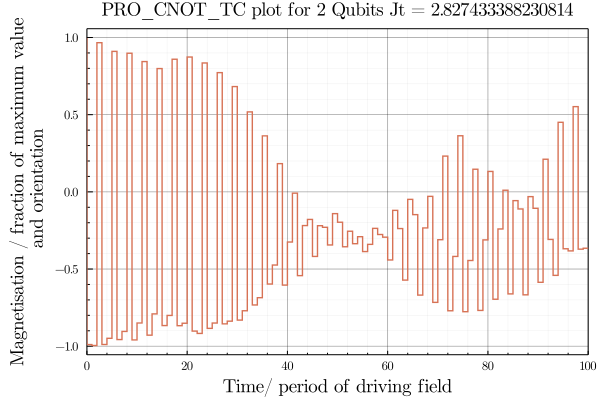 PRO_CNOT_TC plot for 2 Qubits Jt = 2.827433388230814
Magnetisation / fraction of maximum value
and orientation
1.0
0.5
0.0
−0.5
−1.0
0 20 40 60 80 100
Time/ period of driving field